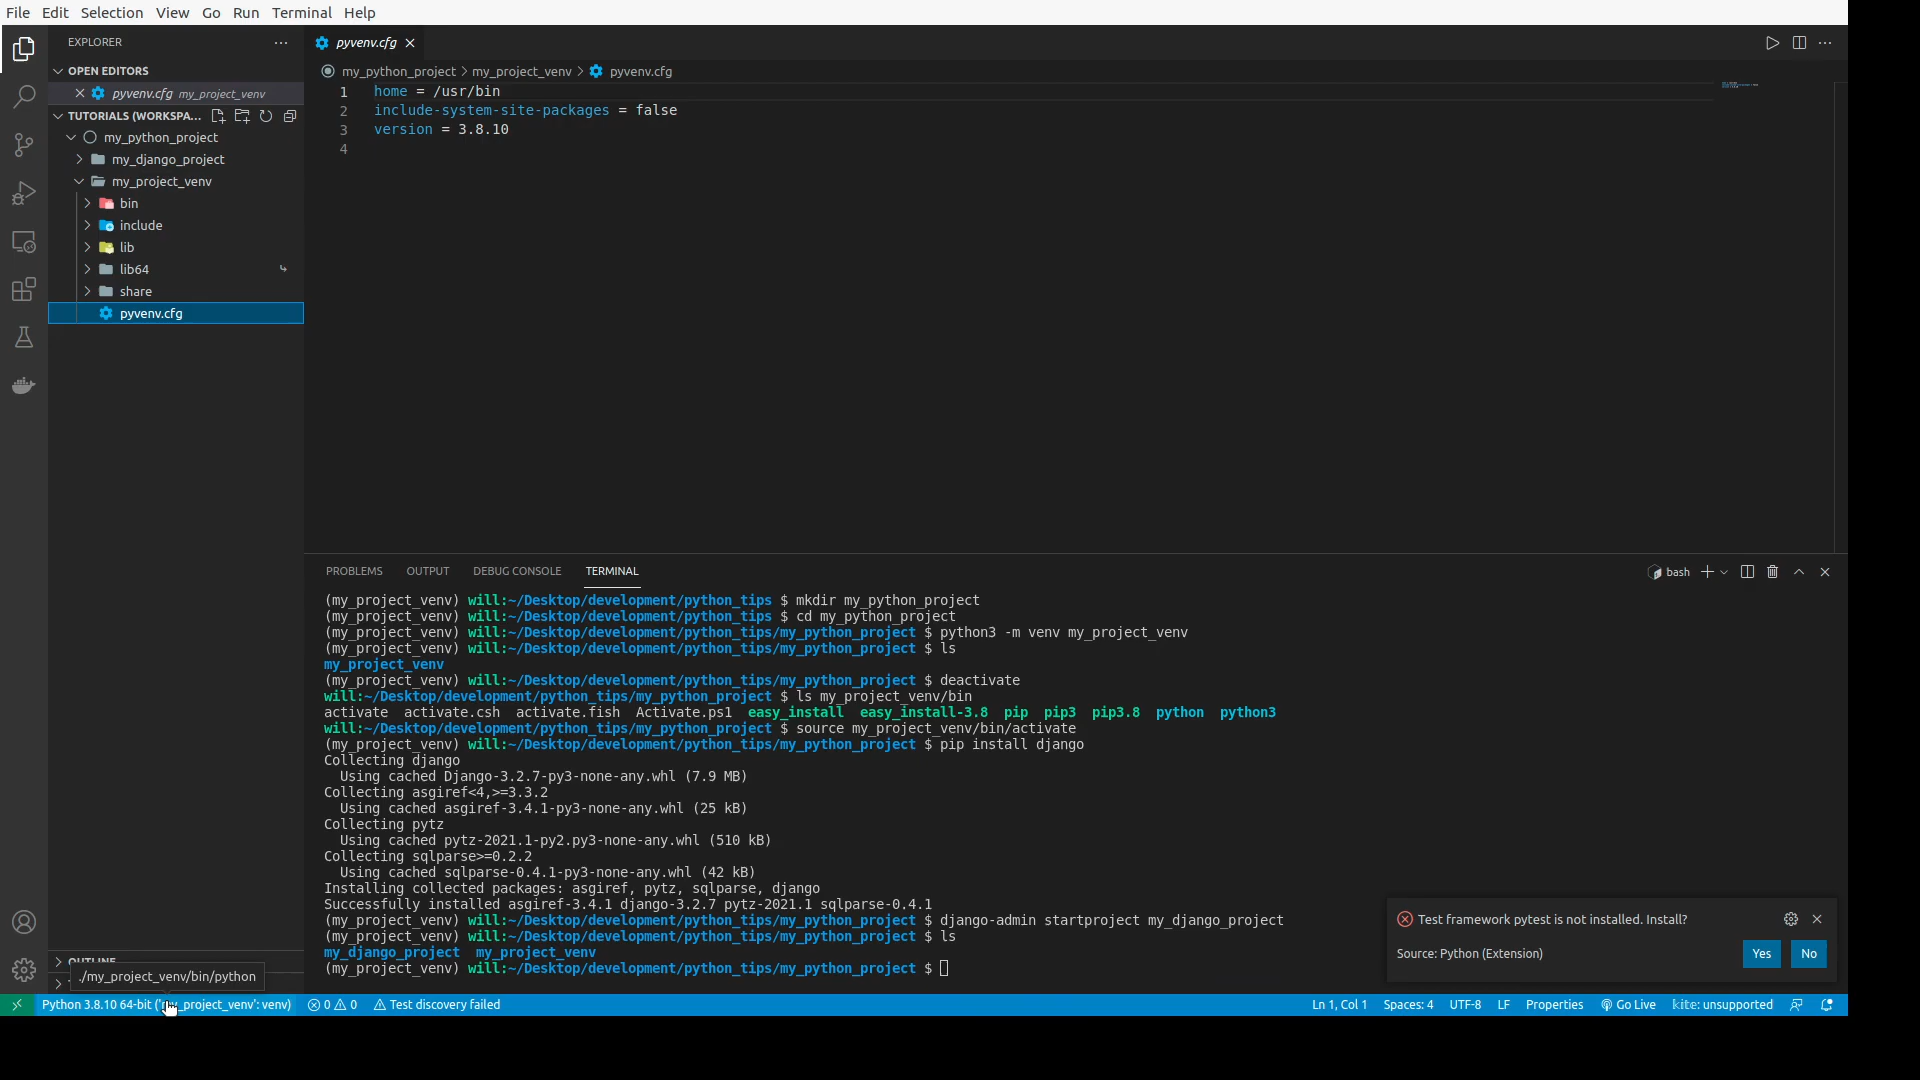 File Edit Selection View Go Run Terminal Help
EXPLORER
OPEN EDITORS
pyvenv.cfg my_project_venv
TUTORIALS (WORKSPA...
my_python_project
my_django_project
my_project_venv
bin
include
lib
lib64
share
pyvenv.cfg
pyvenv.cfg
my_python_project > my_project_venv > pyvenv.cfg
1 home = /usr/bin
2 include-system-site-packages = false
3 version = 3.8.10
4
PROBLEMS OUTPUT DEBUG CONSOLE TERMINAL
bash
(my_project_venv) will:~/Desktop/development/python_tips $ mkdir my_python_project
(my_project_venv) will:~/Desktop/development/python_tips $ cd my_python_project
(my_project_venv) will:~/Desktop/development/python_tips/my_python_project $ python3 -m venv my_project_venv
(my_project_venv) will:~/Desktop/development/python_tips/my_python_project $ ls
my_project_venv
(my_project_venv) will:~/Desktop/development/python_tips/my_python_project $ deactivate
will:~/Desktop/development/python_tips/my_python_project $ ls my_project_venv/bin
activate activate.csh activate.fish Activate.ps1 easy_install easy_install-3.8 pip pip3 pip3.8 python python3
will:~/Desktop/development/python_tips/my_python_project $ source my_project_venv/bin/activate
(my_project_venv) will:~/Desktop/development/python_tips/my_python_project $ pip install django
Collecting django
Using cached Django-3.2.7-py3-none-any.whl (7.9 MB)
Collecting asgiref<4,>=3.3.2
Using cached asgiref-3.4.1-py3-none-any.whl (25 kB)
Collecting pytz
Using cached pytz-2021.1-py2.py3-none-any.whl (510 kB)
Collecting sqlparse>=0.2.2
Using cached sqlparse-0.4.1-py3-none-any.whl (42 kB)
Installing collected packages: asgiref, pytz, sqlparse, django
Successfully installed asgiref-3.4.1 django-3.2.7 pytz-2021.1 sqlparse-0.4.1
(my_project_venv) will:~/Desktop/development/python_tips/my_python_project $ django-admin startproject my_django_project
(my_project_venv) will:~/Desktop/development/python_tips/my_python_project $ ls
my_django_project my_project_venv
(my_project_venv) will:~/Desktop/development/python_tips/my_python_project $
Test framework pytest is not installed. Install?
Source: Python (Extension) Yes No
OUTLINE
./my_project_venv/bin/python
Python 3.8.10 64-bit ('my_project_venv': venv) 0 0 Test discovery failed Ln 1, Col 1 Spaces: 4 UTF-8 LF Properties Go Live kite: unsupported